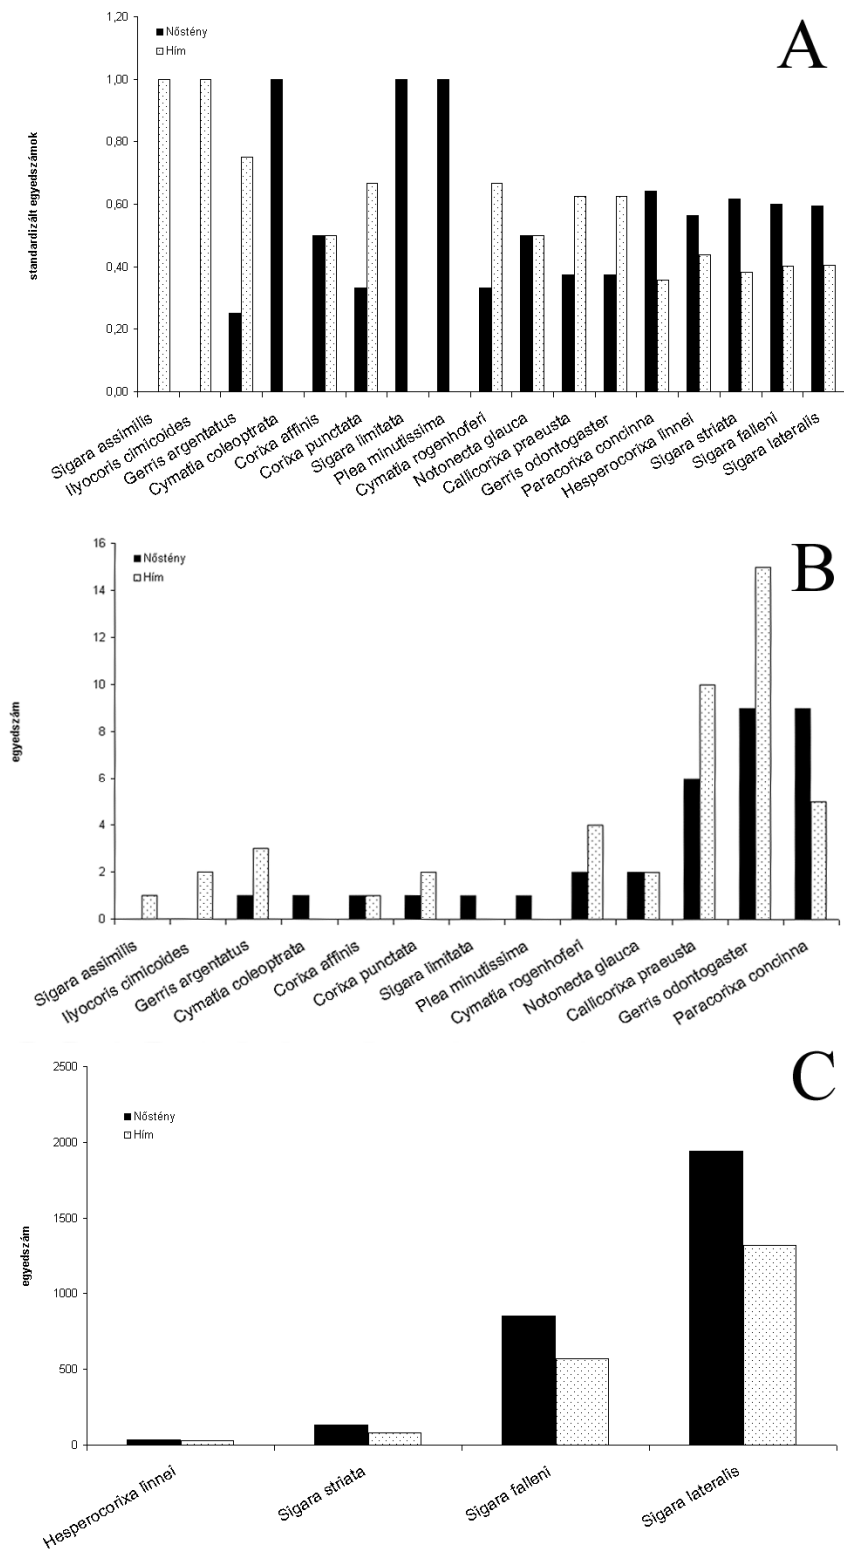 A
1,20
1,00
0,80
0,60
0,40
0,20
0,00
Nőstény
Hím
standardizált egyedszámok
Sigara assimilis
Ilyocoris cimicoides
Gerris argentatus
Cymatia coleoptrata
Corixa affinis
Corixa punctata
Sigara limitata
Plea minutissima
Cymatia rogenhoferi
Notonecta glauca
Callicorixa praeusta
Gerris odontogaster
Paracorixa concinna
Hesperocorixa linnei
Sigara striata
Sigara falleni
Sigara lateralis
B
16
14
12
10
8
6
4
2
0
Nőstény
Hím
egyedszám
Sigara assimilis
Ilyocoris cimicoides
Gerris argentatus
Cymatia coleoptrata
Corixa affinis
Corixa punctata
Sigara limitata
Plea minutissima
Cymatia rogenhoferi
Notonecta glauca
Callicorixa praeusta
Gerris odontogaster
Paracorixa concinna
C
2500
2000
1500
1000
500
0
Nőstény
Hím
egyedszám
Hesperocorixa linnei
Sigara striata
Sigara falleni
Sigara lateralis